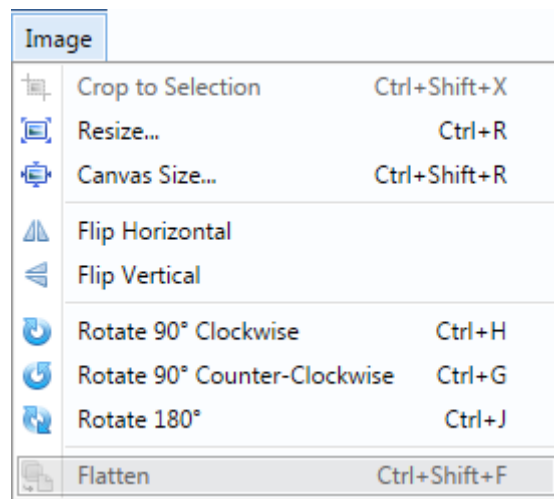 Image
Crop to Selection Ctrl+Shift+X
Resize... Ctrl+R
Canvas Size... Ctrl+Shift+R
Flip Horizontal
Flip Vertical
Rotate 90° Clockwise Ctrl+H
Rotate 90° Counter-Clockwise Ctrl+G
Rotate 180° Ctrl+J
Flatten Ctrl+Shift+F